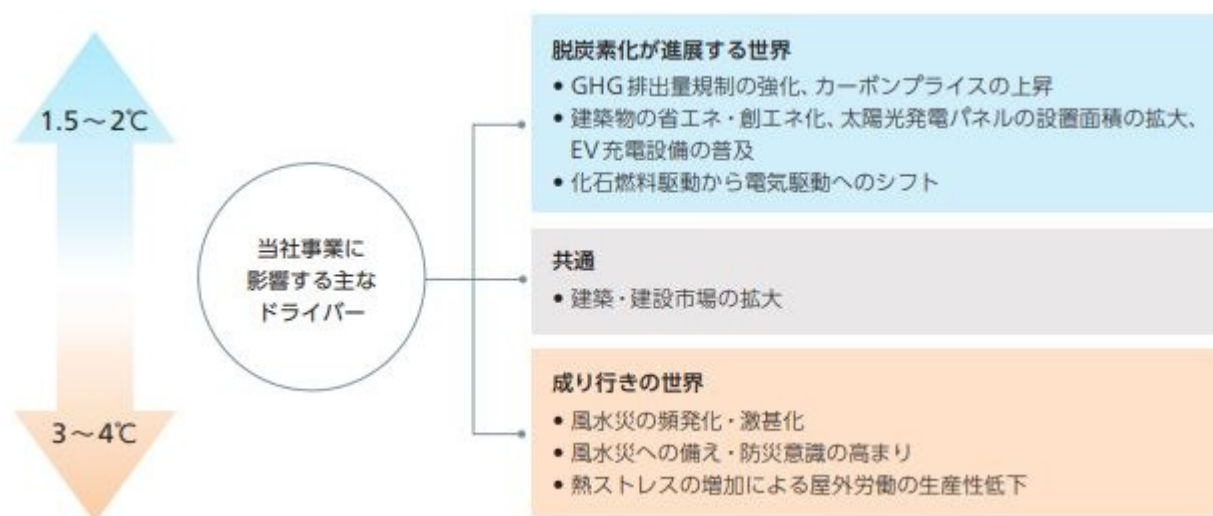 1.5～2℃
3～4℃
当社事業に
影響する主な
ドライバー
脱炭素化が進展する世界
• GHG排出量規制の強化、カーボンプライスの上昇
• 建築物の省エネ・創エネ化、太陽光発電パネルの設置面積の拡大、
EV充電設備の普及
• 化石燃料駆動から電気駆動へのシフト
共通
• 建築・建設市場の拡大
成り行きの世界
• 風水災の頻発化・激甚化
• 風水災への備え・防災意識の高まり
• 熱ストレスの増加による屋外労働の生産性低下